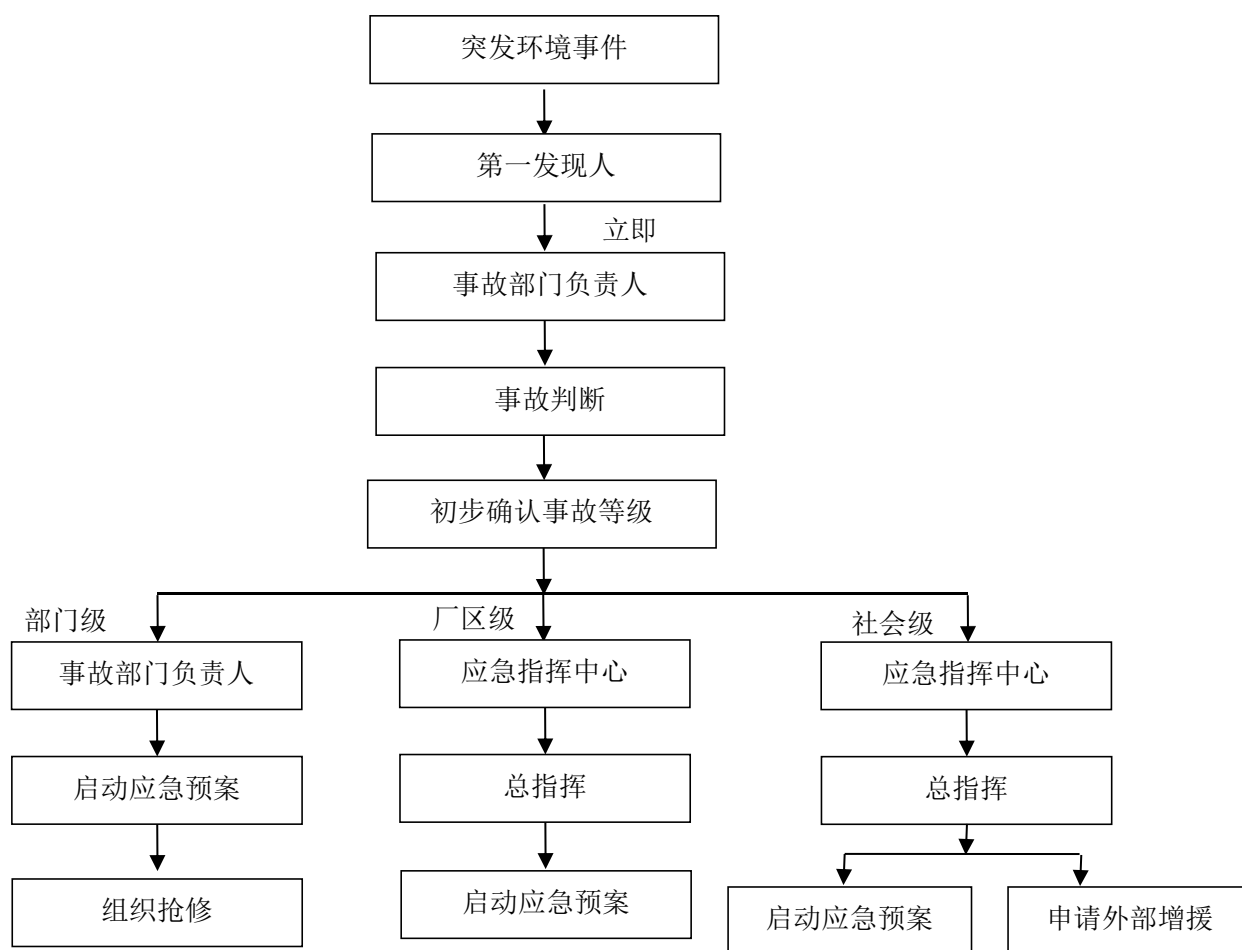 突发环境事件
第一发现人
立即
事故部门负责人
事故判断
初步确认事故等级
部门级
厂区级
社会级
事故部门负责人
应急指挥中心
应急指挥中心
启动应急预案
总指挥
总指挥
组织抢修
启动应急预案
启动应急预案
申请外部增援